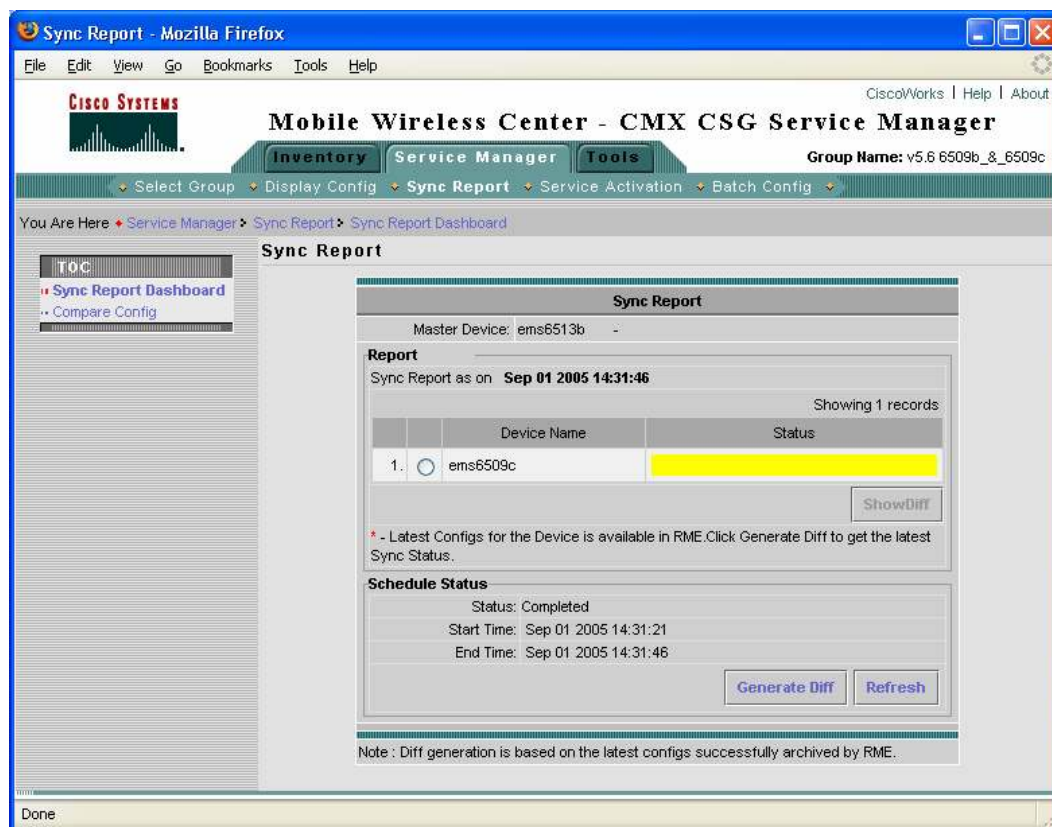 Sync Report - Mozilla Firefox
File Edit View Go Bookmarks Tools Help
CISCO SYSTEMS
CiscoWorks | Help | About
Mobile Wireless Center - CMX CSG Service Manager
Inventory Service Manager Tools
Group Name: v5.6 6509b_&_6509c
Select Group Display Config Sync Report Service Activation Batch Config
You Are Here Service Manager > Sync Report > Sync Report Dashboard
Sync Report
TOC
Sync Report Dashboard
Compare Config
Sync Report
Master Device: ems6513b -
Report
Sync Report as on Sep 01 2005 14:31:46
Showing 1 records
Device Name Status
1. ems6509c
ShowDiff
* - Latest Configs for the Device is available in RME.Click Generate Diff to get the latest
Sync Status.
Schedule Status
Status: Completed
Start Time: Sep 01 2005 14:31:21
End Time: Sep 01 2005 14:31:46
Generate Diff Refresh
Note : Diff generation is based on the latest configs successfully archived by RME.
Done